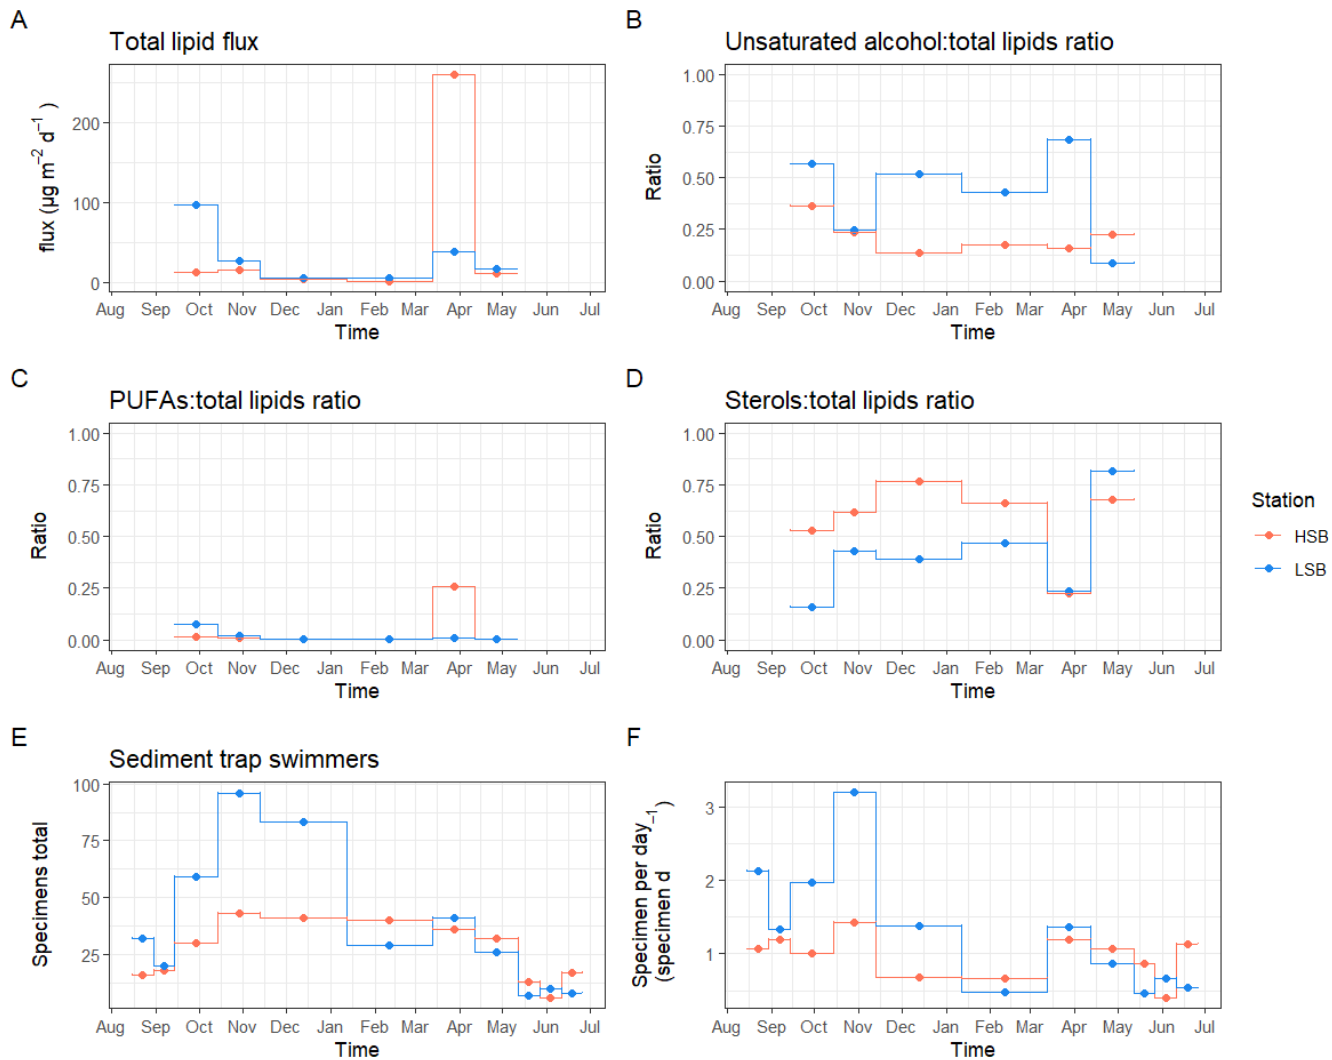 A
Total lipid flux
flux (µg m⁻² d⁻¹ )
200
100
0
Aug Sep Oct Nov Dec Jan Feb Mar Apr May Jun Jul
Time
B
Unsaturated alcohol:total lipids ratio
Ratio
1.00
0.75
0.50
0.25
0.00
Aug Sep Oct Nov Dec Jan Feb Mar Apr May Jun Jul
Time
C
PUFAs:total lipids ratio
Ratio
1.00
0.75
0.50
0.25
0.00
Aug Sep Oct Nov Dec Jan Feb Mar Apr May Jun Jul
Time
D
Sterols:total lipids ratio
Ratio
1.00
0.75
0.50
0.25
0.00
Aug Sep Oct Nov Dec Jan Feb Mar Apr May Jun Jul
Time
Station
HSB
LSB
E
Sediment trap swimmers
Specimens total
100
75
50
25
Aug Sep Oct Nov Dec Jan Feb Mar Apr May Jun Jul
Time
F
Specimen per day₋₁
(specimen d )
3
2
1
Aug Sep Oct Nov Dec Jan Feb Mar Apr May Jun Jul
Time